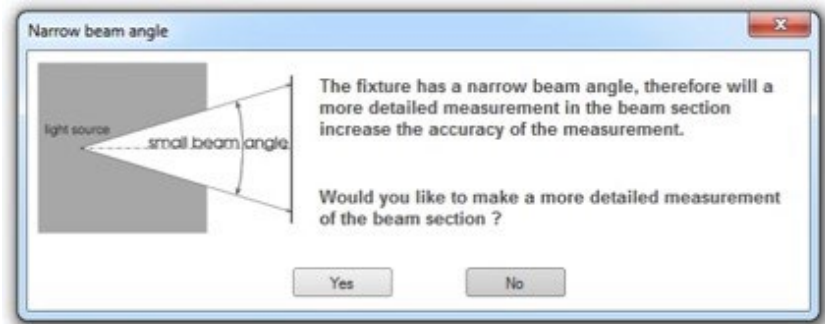 Narrow beam angle
The fixture has a narrow beam angle, therefore will a
more detailed measurement in the beam section
increase the accuracy of the measurement.
light source
small beam angle
Would you like to make a more detailed measurement
of the beam section ?
Yes
No